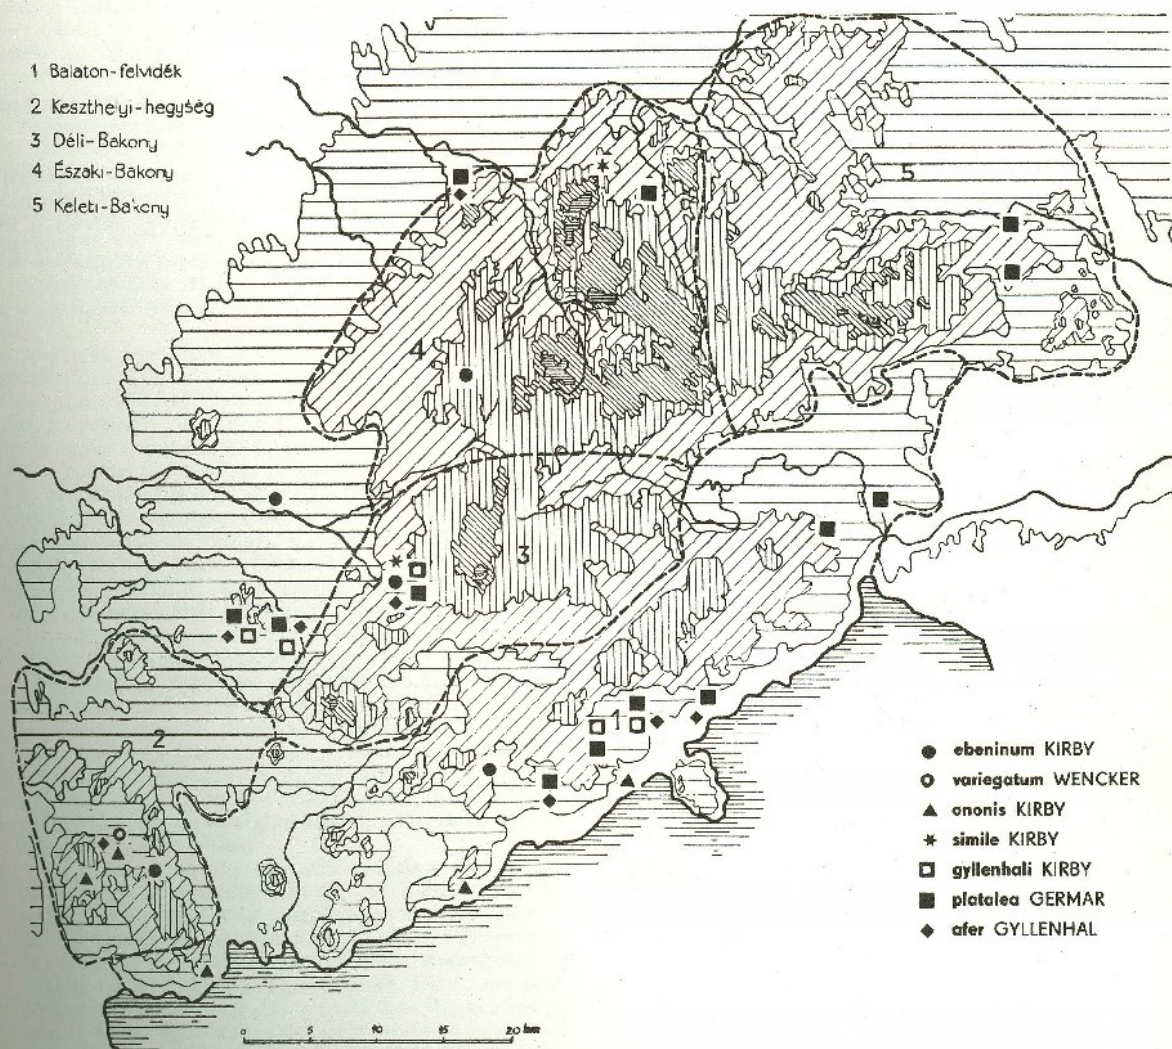 1 Balaton-felvidék
2 Keszthelyi-hegység
3 Déli-Bakony
4 Északi-Bakony
5 Keleti-Bakony
5
4
3
2
1
ebeninum KIRBY
variegatum WENCKER
ononis KIRBY
simile KIRBY
gyllenhali KIRBY
platalea GERMAR
afer GYLLENHAL
0 5 10 15 20 km